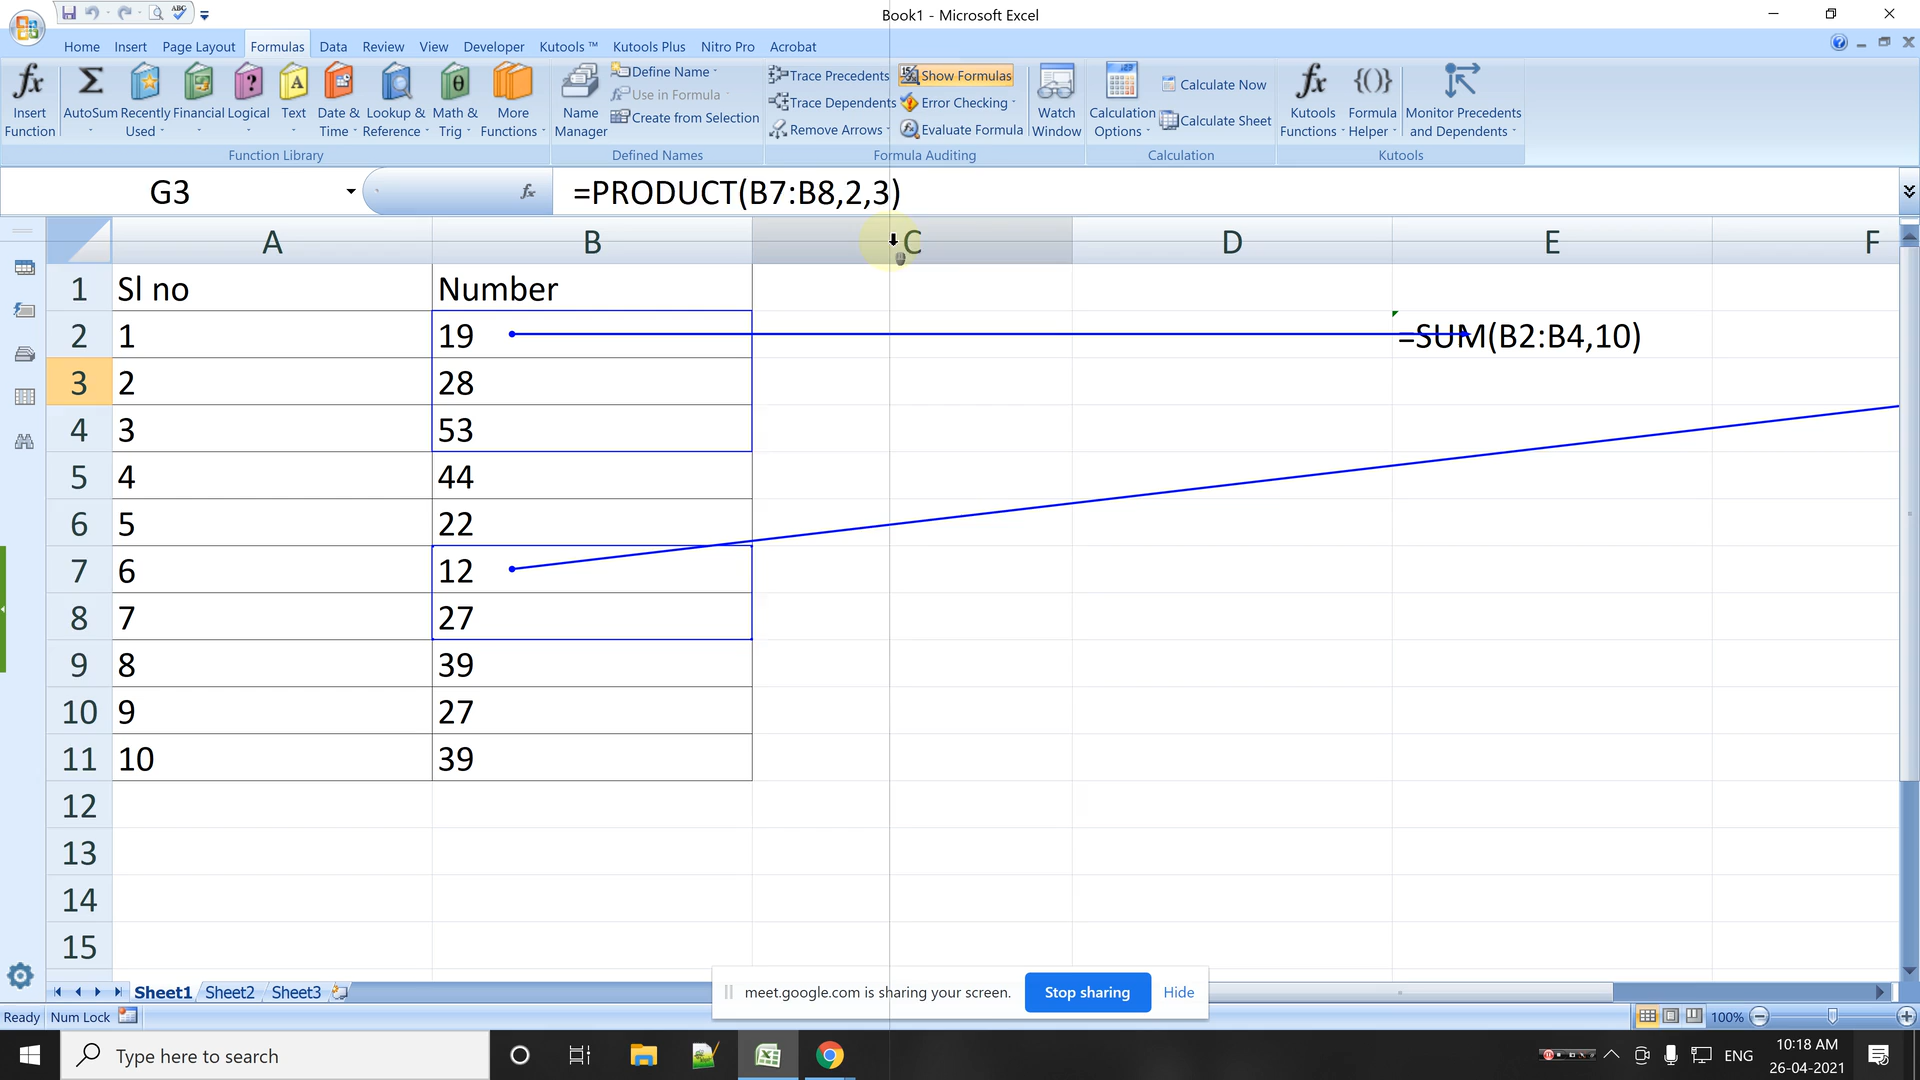 Book1 - Microsoft Excel
Home Insert Page Layout Formulas Data Review View Developer Kutools ™ Kutools Plus Nitro Pro Acrobat
Insert Function
AutoSum
Recently Used
Financial
Logical
Text
Date & Time
Lookup & Reference
Math & Trig
More Functions
Function Library
Name Manager
Define Name
Use in Formula
Create from Selection
Defined Names
Trace Precedents
Trace Dependents
Remove Arrows
Show Formulas
Error Checking
Evaluate Formula
Formula Auditing
Watch Window
Calculation Options
Calculate Now
Calculate Sheet
Calculation
Kutools Functions
Formula Helper
Monitor Precedents and Dependents
Kutools
G3 fx =PRODUCT(B7:B8,2,3)
A B C D E F
1 Sl no Number
2 1 19 =SUM(B2:B4,10)
3 2 28
4 3 53
5 4 44
6 5 22
7 6 12
8 7 27
9 8 39
10 9 27
11 10 39
12
13
14
15
Sheet1 Sheet2 Sheet3
meet.google.com is sharing your screen. Stop sharing Hide
Ready Num Lock 100%
Type here to search
ENG
10:18 AM
26-04-2021